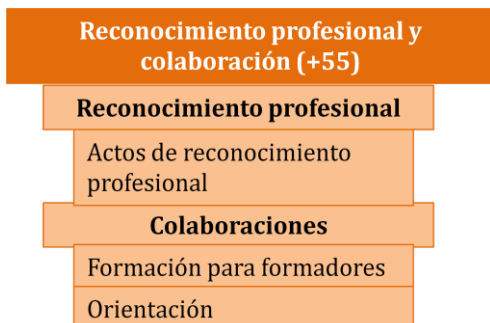 Reconocimiento profesional y
colaboración (+55)
Reconocimiento profesional
Actos de reconocimiento
profesional
Colaboraciones
Formación para formadores
Orientación